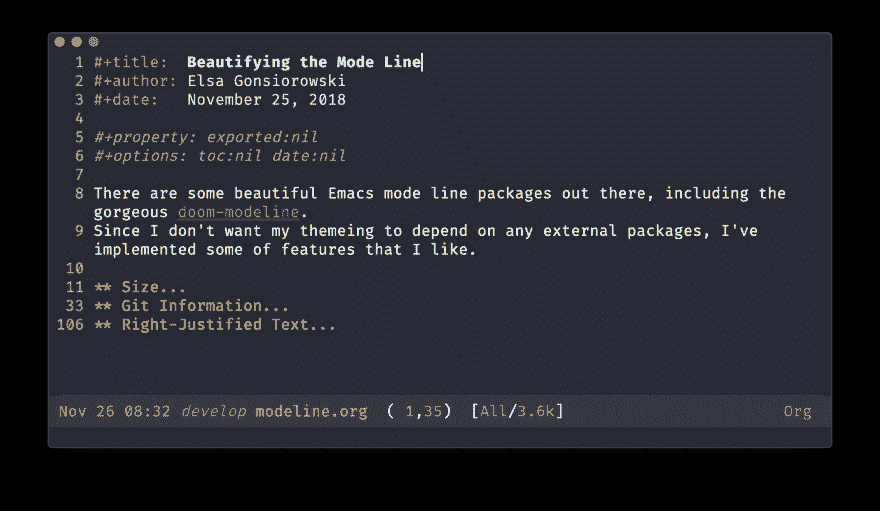 1 #+title:  Beautifying the Mode Line
2 #+author: Elsa Gonsiorowski
3 #+date:   November 25, 2018
4
5 #+property: exported:nil
6 #+options: toc:nil date:nil
7
8 There are some beautiful Emacs mode line packages out there, including the
gorgeous doom-modeline.
9 Since I don't want my themeing to depend on any external packages, I've
implemented some of features that I like.
10
11 ** Size...
33 ** Git Information...
106 ** Right-Justified Text...
Nov 26 08:32 develop modeline.org  ( 1,35)  [All/3.6k]  Org